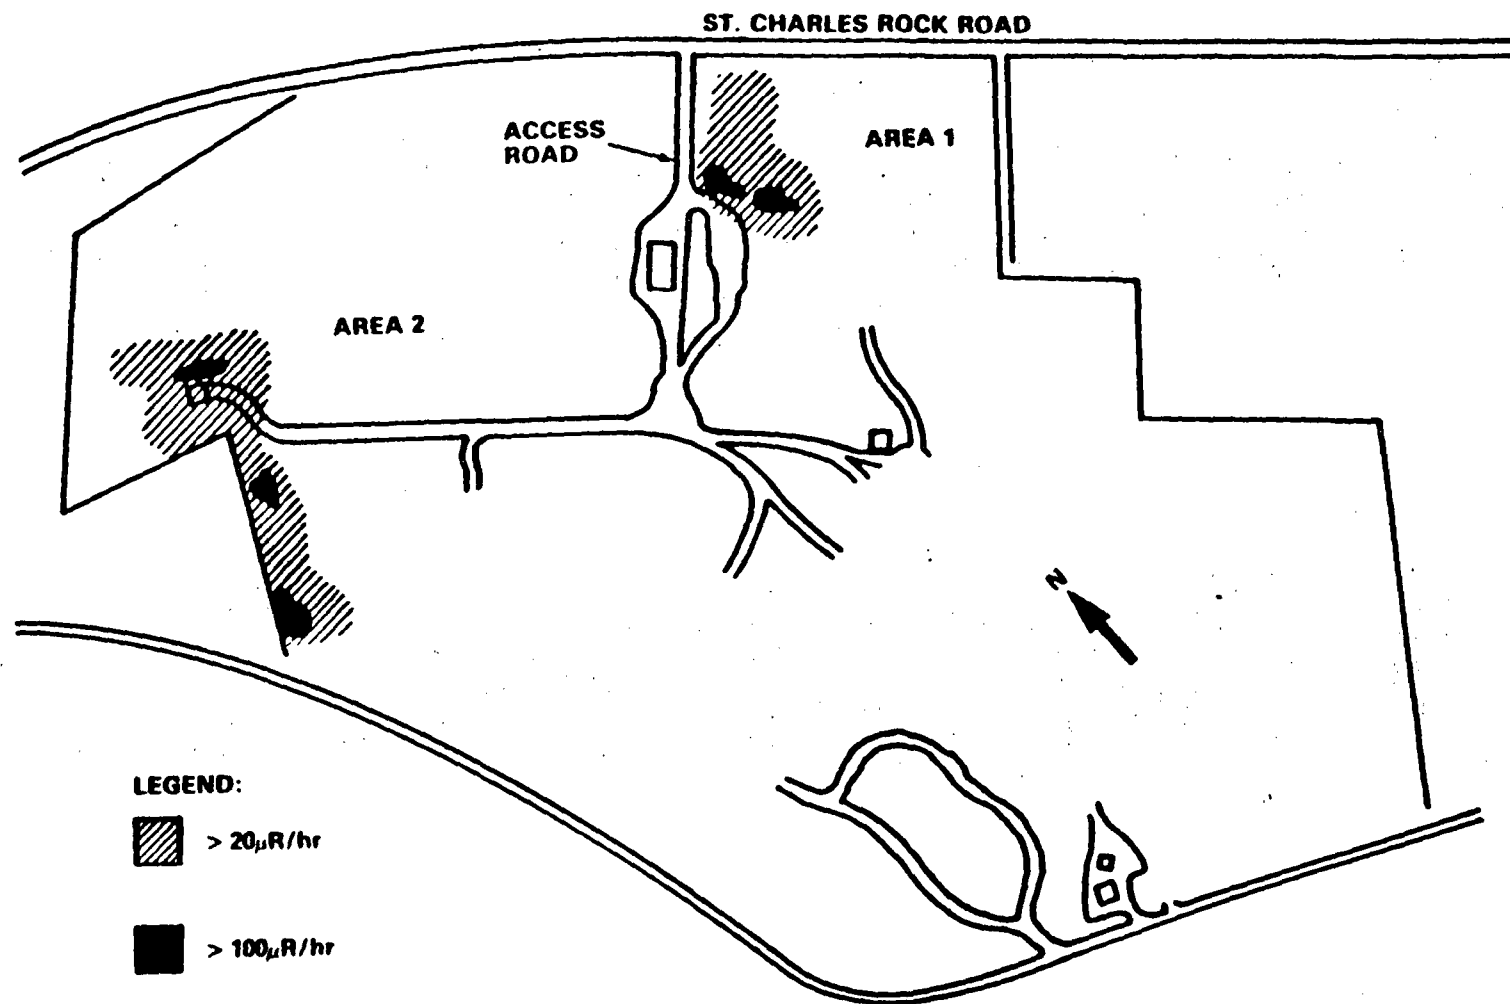 ST. CHARLES ROCK ROAD
ACCESS
ROAD
AREA 1
AREA 2
N
LEGEND:
> 20μR/hr
> 100μR/hr